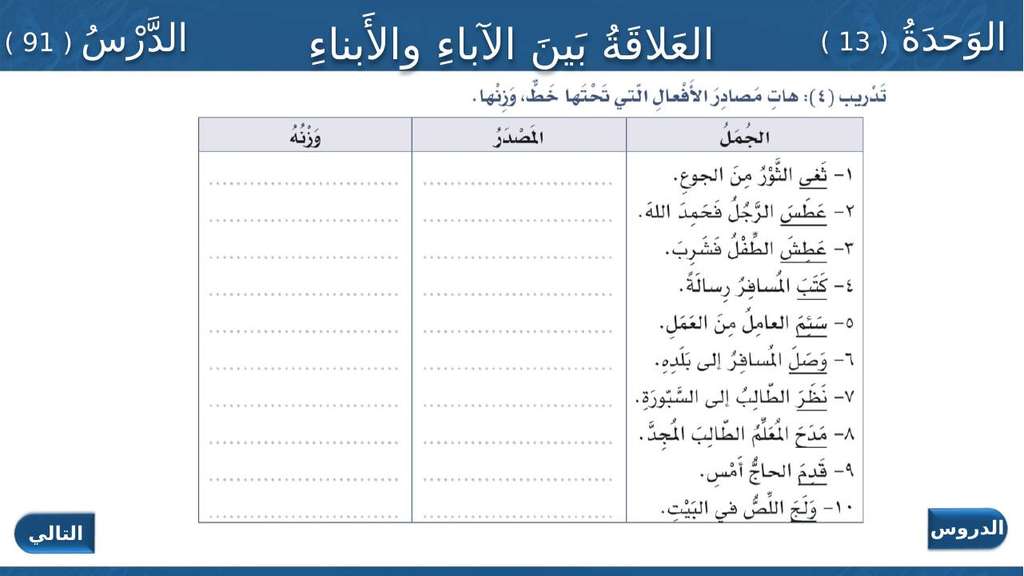 الوَحدَةُ ( 13 )
العَلاقَةُ بَينَ الآباءِ والأَبناءِ
الدَّرْسُ ( 91 )
تَدْريب (٤): هاتِ مَصادِرَ الأَفْعالِ الّتي تَحْتَها خَطٌّ، وَزِنْها.
الجُمَلُ المَصْدَرُ وَزْنُهُ
١- ثَغى الثَّوْرُ مِنَ الجوعِ.
٢- عَطَسَ الرَّجُلُ فَحَمِدَ اللهَ.
٣- عَطِشَ الطِّفْلُ فَشَرِبَ.
٤- كَتَبَ المُسافِرُ رِسالَةً.
٥- سَئِمَ العامِلُ مِنَ العَمَلِ.
٦- وَصَلَ المُسافِرُ إلى بَلَدِهِ.
٧- نَظَرَ الطّالِبُ إلى السَّبّورَةِ.
٨- مَدَحَ المُعَلِّمُ الطّالِبَ المُجِدَّ.
٩- قَدِمَ الحاجُّ أَمْسِ.
١٠- وَلَجَ اللِّصُّ في البَيْتِ.
الدروس
التالي